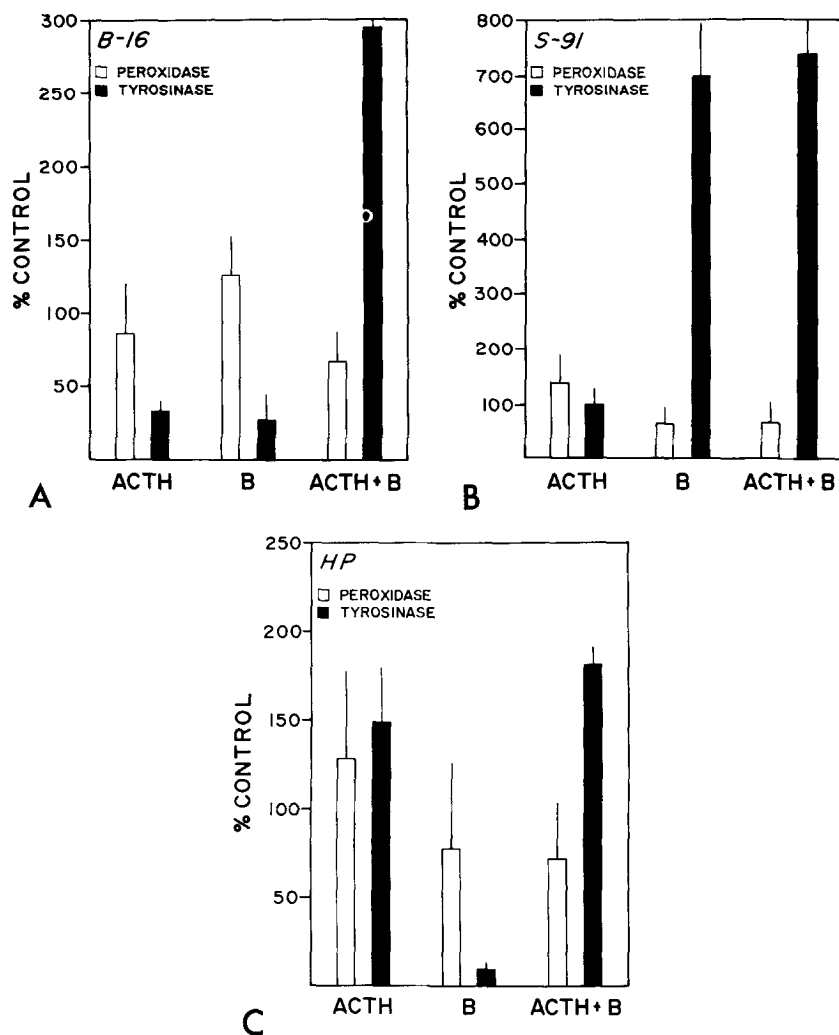 B-16
PEROXIDASE
TYROSINASE
% CONTROL
300
250
200
150
100
50
ACTH B ACTH + B
A
S-91
PEROXIDASE
TYROSINASE
% CONTROL
800
700
600
500
400
300
200
100
ACTH B ACTH + B
B
HP
PEROXIDASE
TYROSINASE
% CONTROL
250
200
150
100
50
ACTH B ACTH + B
C